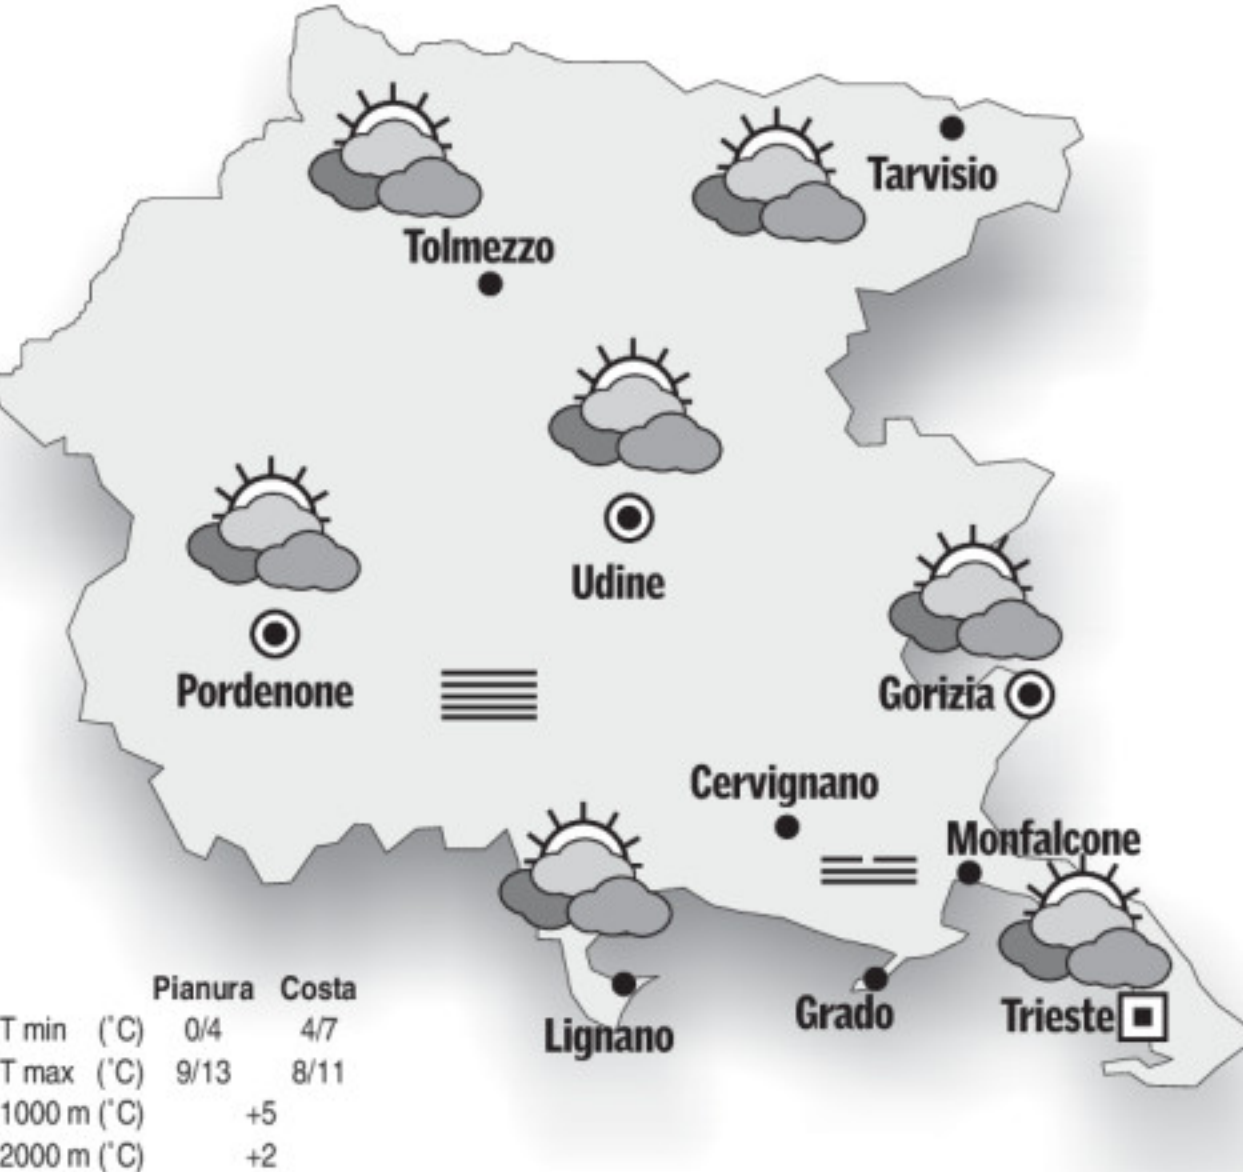 Tarvisio
Tolmezzo
Udine
Pordenone
Gorizia
Cervignano
Monfalcone
Grado
Trieste
Lignano
Pianura Costa
T min (°C) 0/4 4/7
T max (°C) 9/13 8/11
1000 m (°C) +5
2000 m (°C) +2